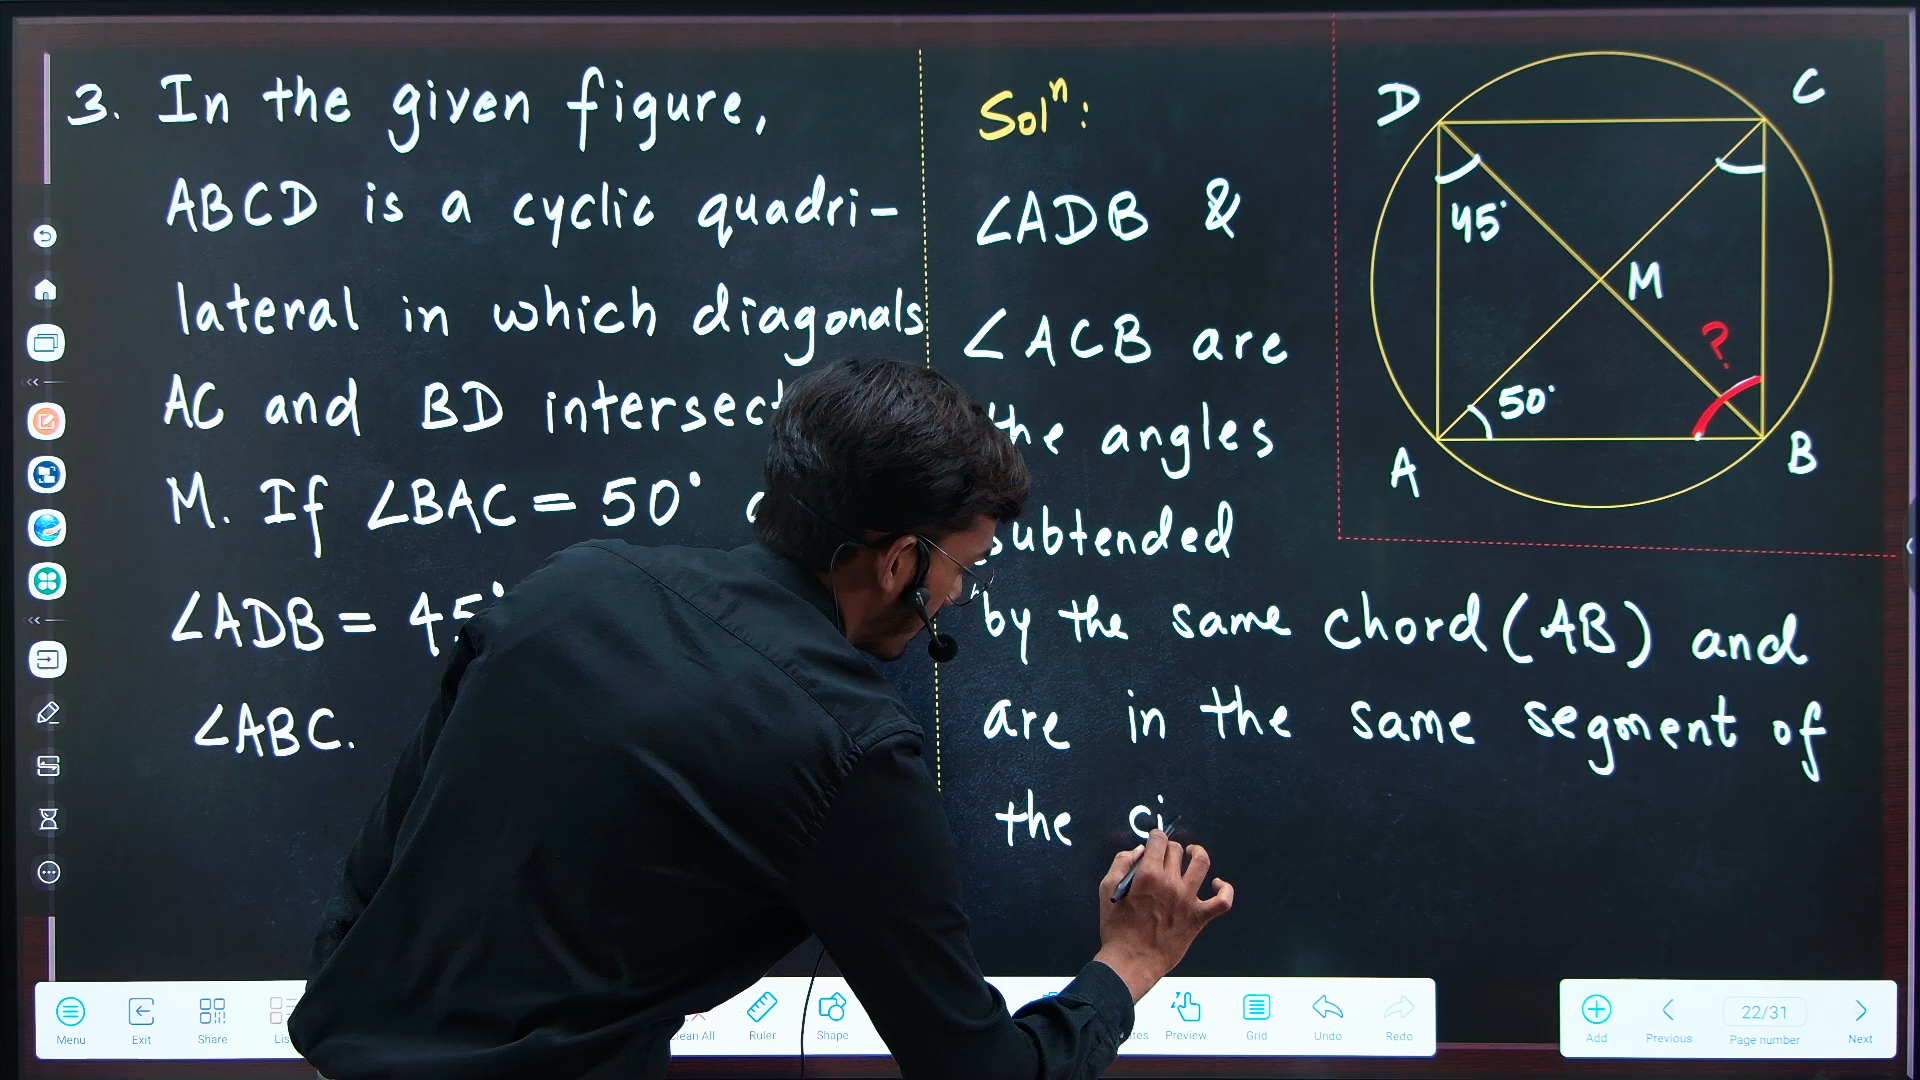 3. In the given figure,
ABCD is a cyclic quadri-
lateral in which diagonals
AC and BD intersect
M. If ∠BAC = 50°
∠ADB = 45°
∠ABC.
Solⁿ:
∠ADB &
∠ACB are
the angles
subtended
by the same chord (AB) and
are in the same segment of
the ci
D
C
45°
M
?
50°
A
B
Menu
Exit
Share
Clean All
Ruler
Shape
Preview
Grid
Undo
Redo
Add
Previous
22/31
Page number
Next